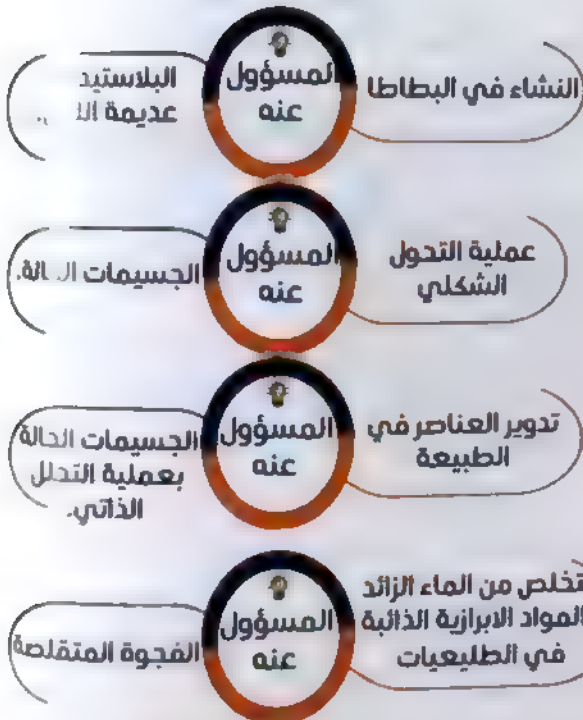 النشاء في البطاطا
المسؤول
عنه
البلاستيد
عديمة
عملية التحول
الشكلي
المسؤول
عنه
الجسيمات
تدوير العناصر في
الطبيعة
المسؤول
عنه
الجسيمات الحالة
بعملية التحلل
الذاتي.
تخلص من الماء الزائد
المواد الابرازية الذائبة
في الطليعيات
المسؤول
عنه
الفجوة المتقلصة